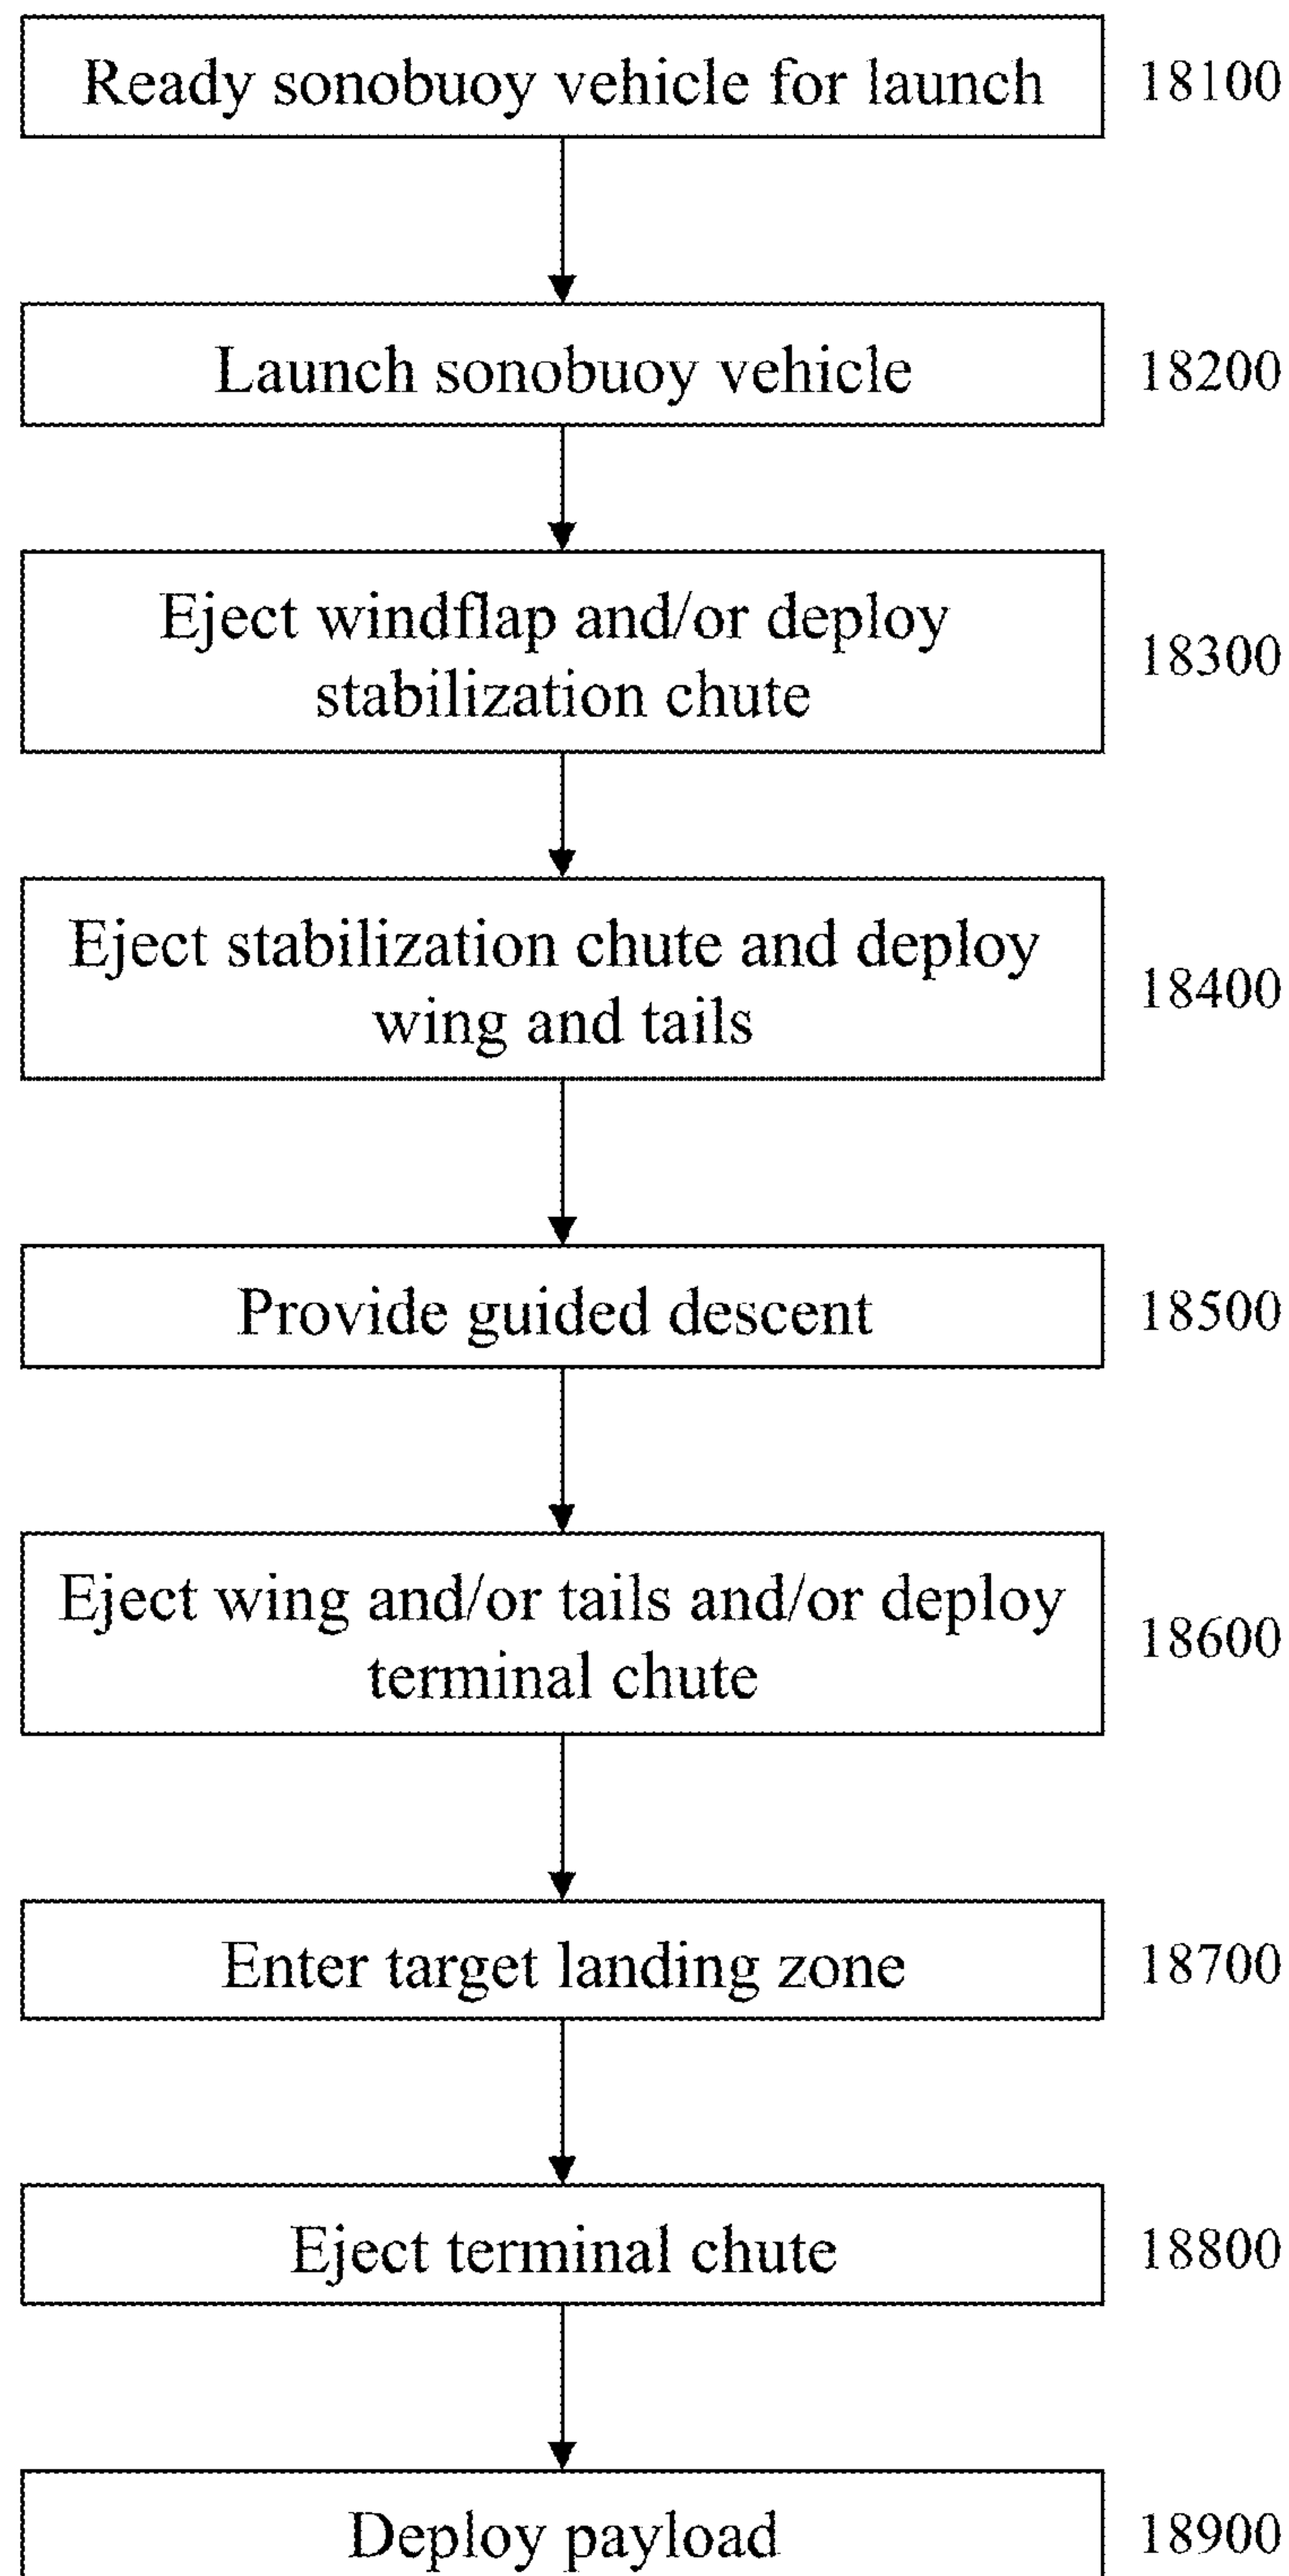 Ready sonobuoy vehicle for launch 18100
Launch sonobuoy vehicle 18200
Eject windflap and/or deploy
stabilization chute
18300
Eject stabilization chute and deploy
wing and tails
18400
Provide guided descent 18500
Eject wing and/or tails and/or deploy
terminal chute
18600
Enter target landing zone 18700
Eject terminal chute 18800
Deploy payload 18900